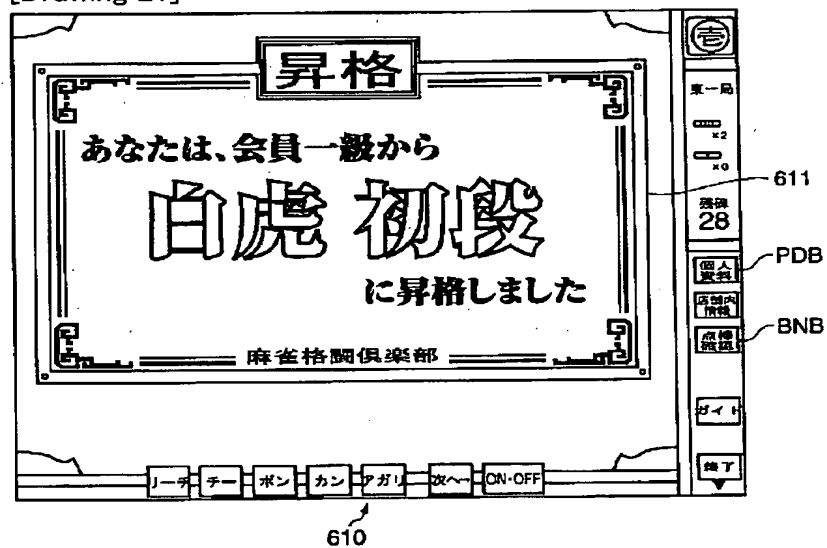 昇格
あなたは、会員一級から
白虎 初段
に昇格しました
麻雀格闘倶楽部
壱
東一局
×2
×0
残牌
28
個人
資料
店舗内
情報
点棒
確認
ガイド
終了
リーチ
チー
ポン
カン
アガリ
次へ→
ON・OFF
610
611
PDB
BNB